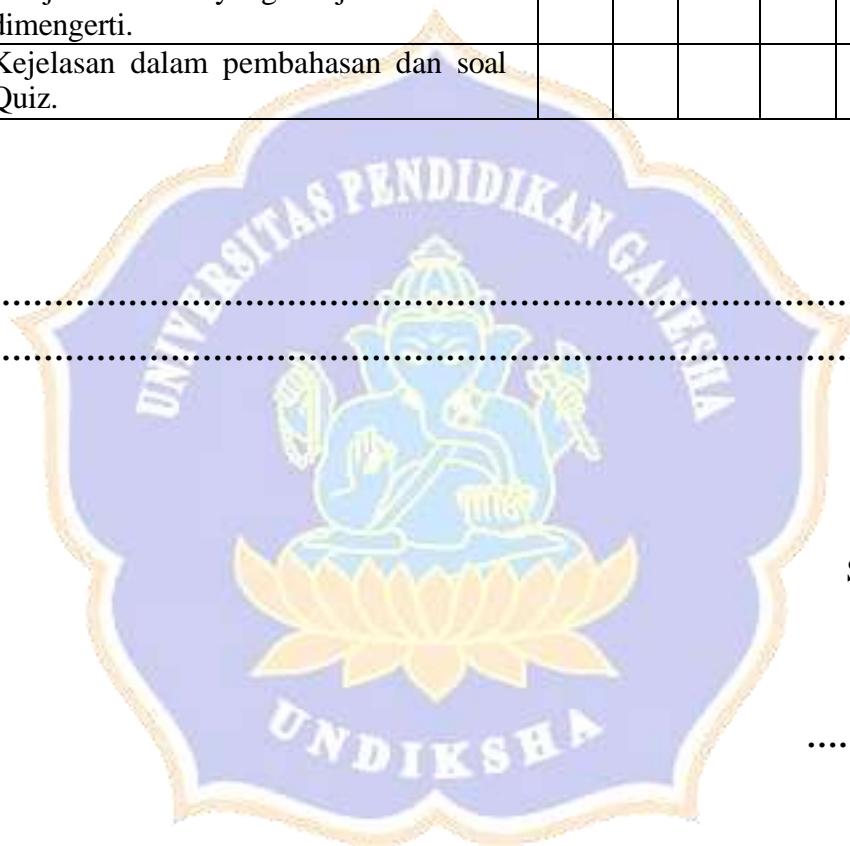 dimengerti.
Kejelasan dalam pembahasan dan soal
Quiz.
UNIVERSITAS PENDIDIKAN GANESHA
....................................................................................
....................................................................................
UNDIKSHA
....